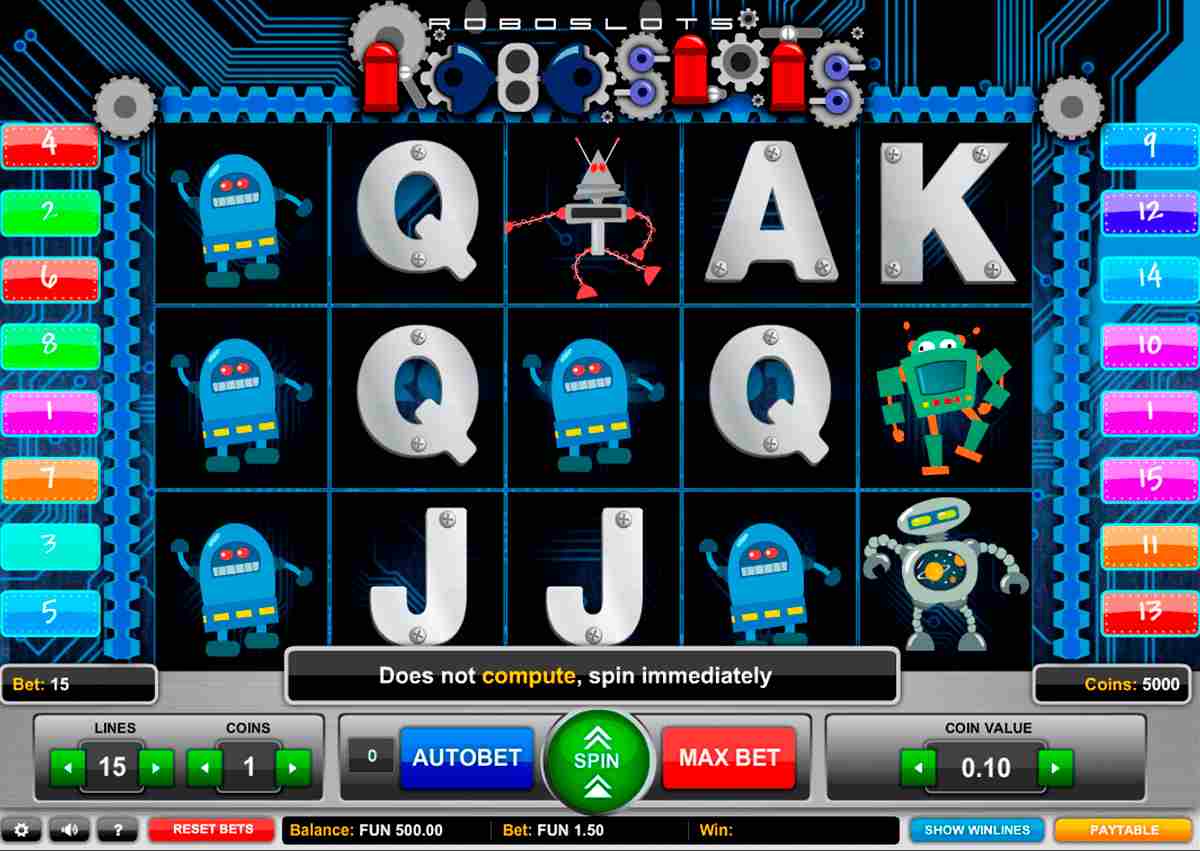 ROBOSLOTS
ROBOSLOTS
4
9
2
12
6
14
8
10
1
1
7
15
3
11
5
13
Q
A
K
Q
Q
J
J
Bet: 15
Does not compute, spin immediately
Coins: 5000
LINES
COINS
COIN VALUE
15
1
0
AUTOBET
SPIN
MAX BET
0.10
?
RESET BETS
Balance: FUN 500.00
Bet: FUN 1.50
Win:
SHOW WINLINES
PAYTABLE